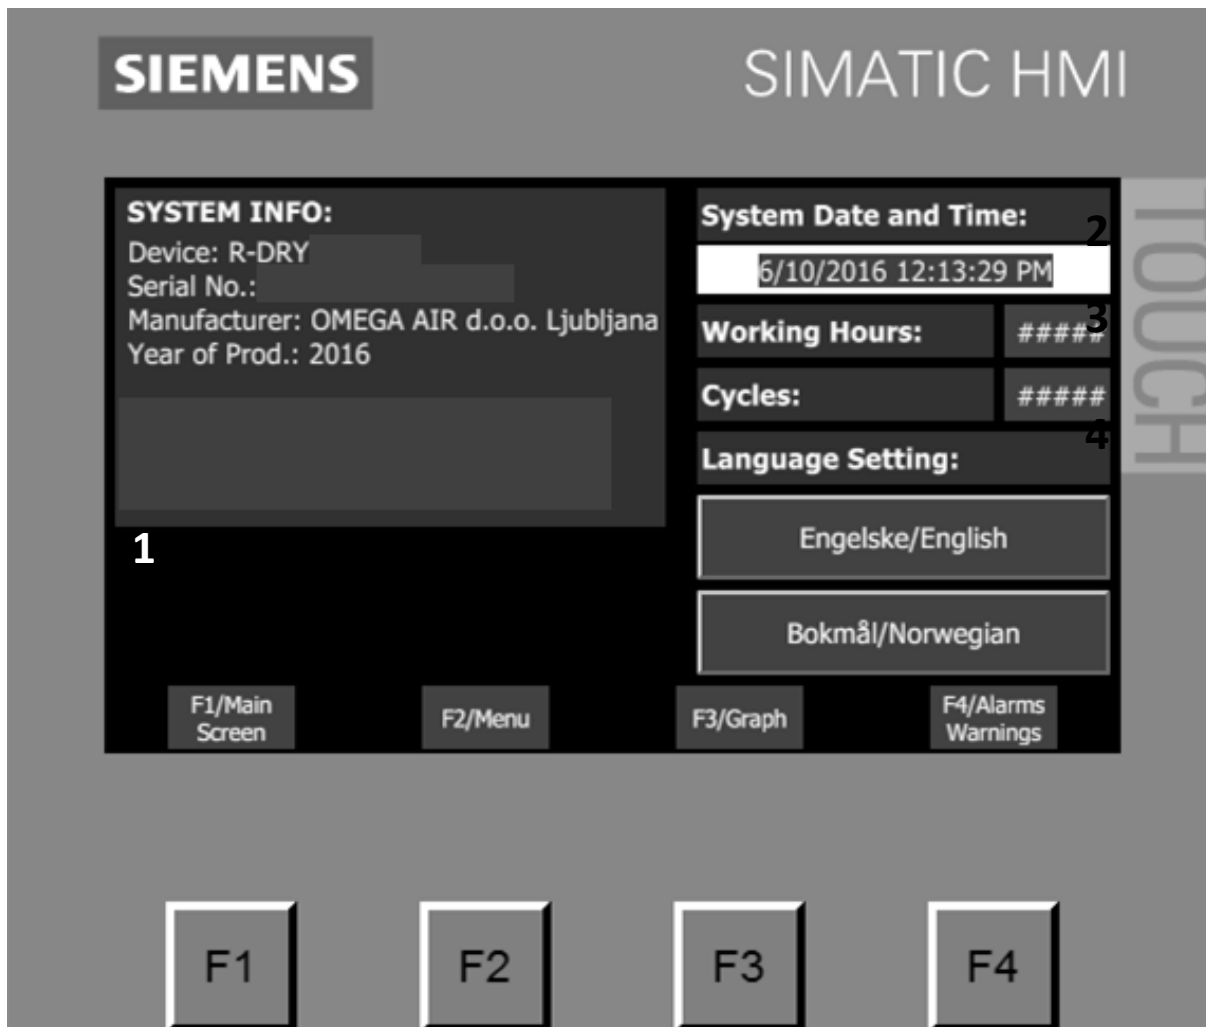 SIEMENS
SIMATIC HMI
TOUCH
SYSTEM INFO:
Device: R-DRY
Serial No.:
Manufacturer: OMEGA AIR d.o.o. Ljubljana
Year of Prod.: 2016
1
System Date and Time:
2
6/10/2016 12:13:29 PM
3
Working Hours: #####
Cycles: #####
4
Language Setting:
Engelske/English
Bokmål/Norwegian
F1/Main
Screen
F2/Menu
F3/Graph
F4/Alarms
Warnings
F1
F2
F3
F4